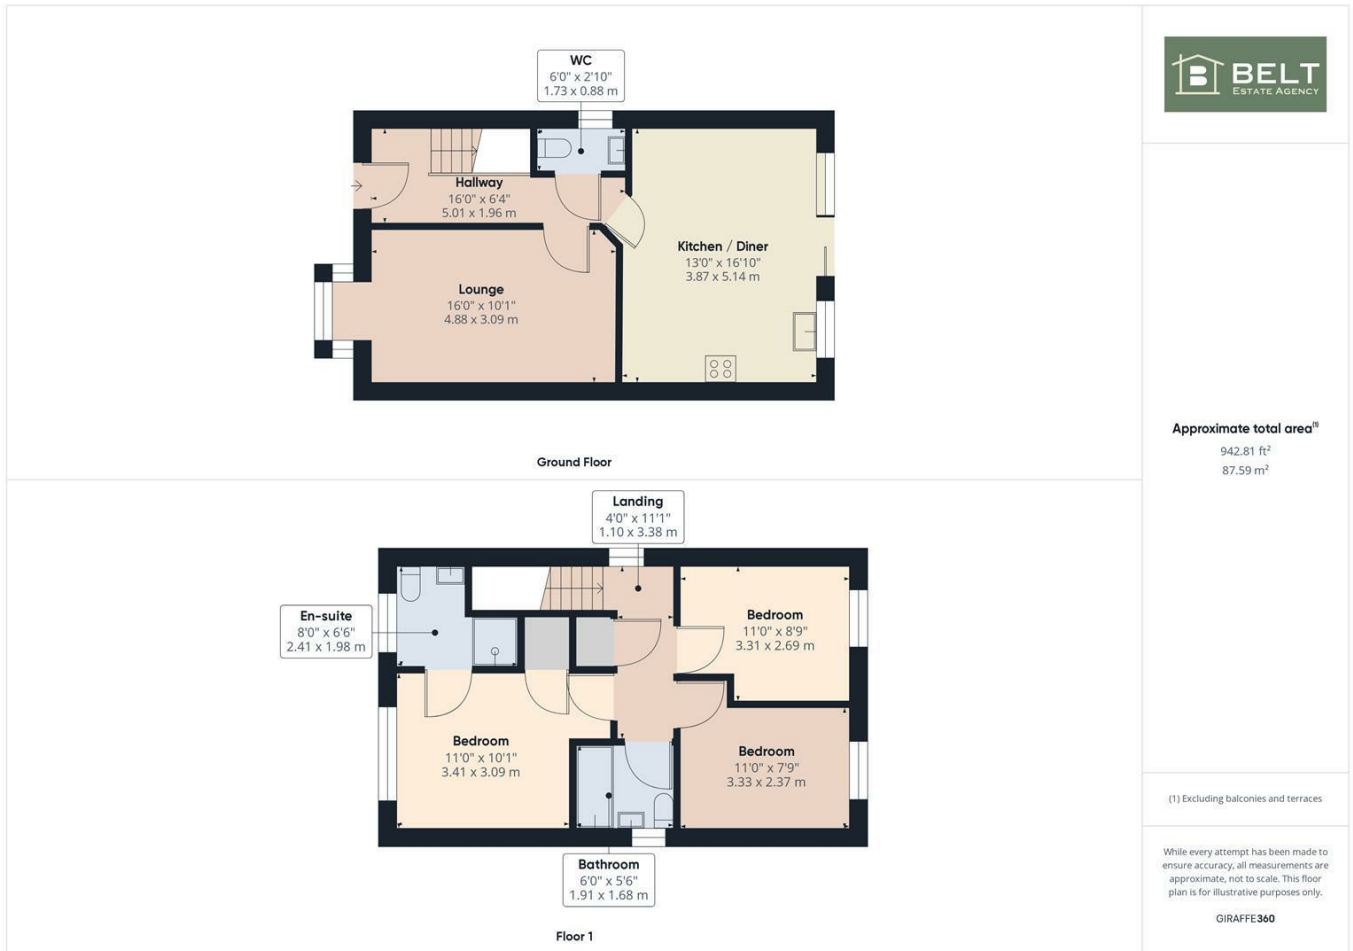 WC
6'0" x 2'10"
1.73 x 0.88 m
Hallway
16'0" x 6'4"
5.01 x 1.96 m
Kitchen / Diner
13'0" x 16'10"
3.87 x 5.14 m
Lounge
16'0" x 10'1"
4.88 x 3.09 m
Ground Floor
Landing
4'0" x 11'1"
1.10 x 3.38 m
En-suite
8'0" x 6'6"
2.41 x 1.98 m
Bedroom
11'0" x 8'9"
3.31 x 2.69 m
Bedroom
11'0" x 10'1"
3.41 x 3.09 m
Bedroom
11'0" x 7'9"
3.33 x 2.37 m
Bathroom
6'0" x 5'6"
1.91 x 1.68 m
Floor 1
B BELT
ESTATE AGENCY
Approximate total area(1)
942.81 ft²
87.59 m²
(1) Excluding balconies and terraces
While every attempt has been made to
ensure accuracy, all measurements are
approximate, not to scale. This floor
plan is for illustrative purposes only.
GIRAFFE360